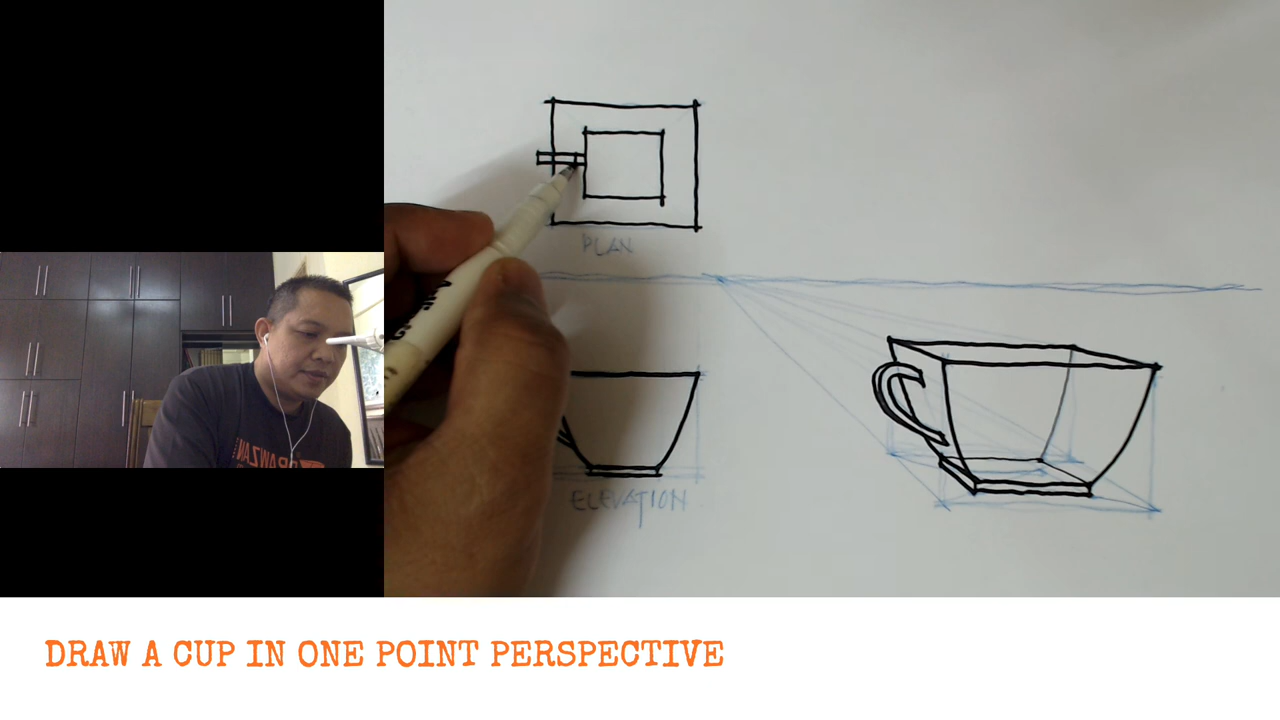 PLAN
ELEVATION
DRAW A CUP IN ONE POINT PERSPECTIVE